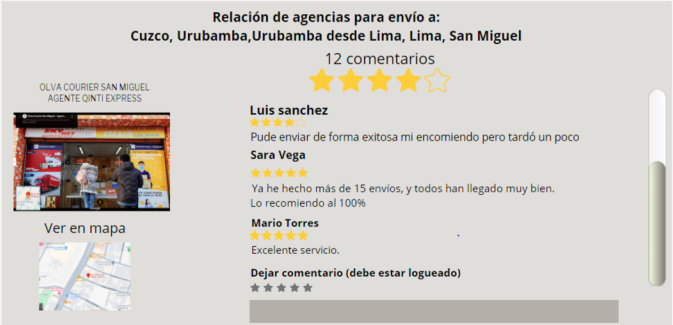 Relación de agencias para envío a:
Cuzco, Urubamba,Urubamba desde Lima, Lima, San Miguel
12 comentarios
OLVA COURIER SAN MIGUEL
AGENTE QINTI EXPRESS
Ver en mapa
Luis sanchez
Pude enviar de forma exitosa mi encomiendo pero tardó un poco
Sara Vega
Ya he hecho más de 15 envíos, y todos han llegado muy bien.
Lo recomiendo al 100%
Mario Torres
Excelente servicio.
Dejar comentario (debe estar logueado)